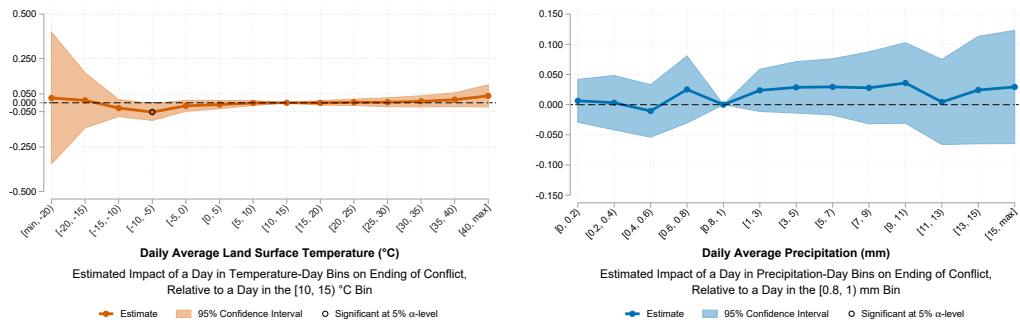 0.500
0.250
0.050
0.000
-0.050
-0.250
-0.500
[min, -20)
[-20, -15)
[-15, -10)
[-10, -5)
[-5, 0)
[0, 5)
[5, 10)
[10, 15)
[15, 20)
[20, 25)
[25, 30)
[30, 35)
[35, 40)
[40, max]
Daily Average Land Surface Temperature (°C)
Estimated Impact of a Day in Temperature-Day Bins on Ending of Conflict,
Relative to a Day in the [10, 15) °C Bin
Estimate
95% Confidence Interval
Significant at 5% α-level
0.150
0.100
0.050
0.000
-0.050
-0.100
-0.150
[0, 0.2)
[0.2, 0.4)
[0.4, 0.6)
[0.6, 0.8)
[0.8, 1)
[1, 3)
[3, 5)
[5, 7)
[7, 9)
[9, 11)
[11, 13)
[13, 15)
[15, max]
Daily Average Precipitation (mm)
Estimated Impact of a Day in Precipitation-Day Bins on Ending of Conflict,
Relative to a Day in the [0.8, 1) mm Bin
Estimate
95% Confidence Interval
Significant at 5% α-level